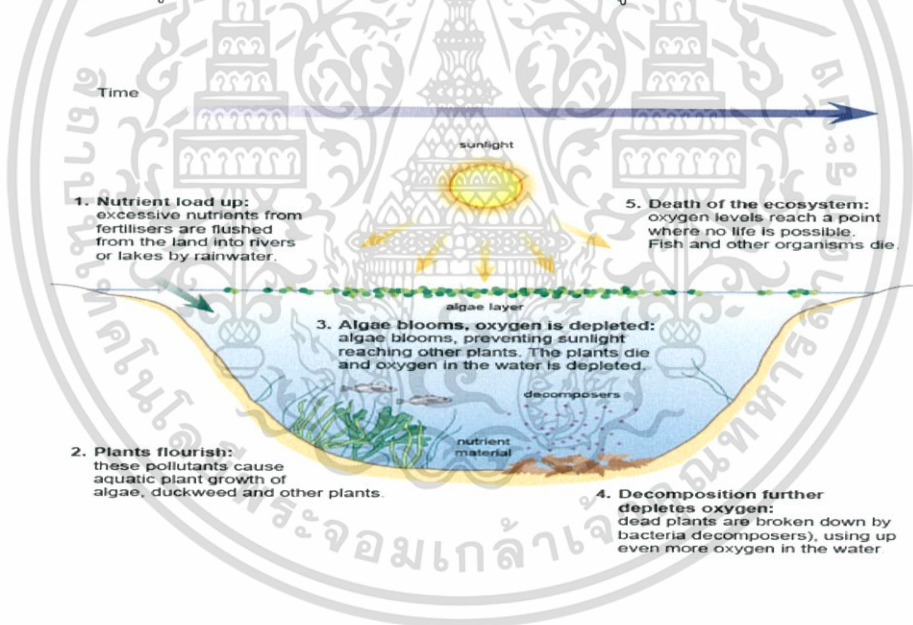 Time
sunlight
1. Nutrient load up:
excessive nutrients from
fertilisers are flushed
from the land into rivers
or lakes by rainwater.
5. Death of the ecosystem:
oxygen levels reach a point
where no life is possible.
Fish and other organisms die.
algae layer
3. Algae blooms, oxygen is depleted:
algae blooms, preventing sunlight
reaching other plants. The plants die
and oxygen in the water is depleted.
decomposers
nutrient
material
2. Plants flourish:
these pollutants cause
aquatic plant growth of
algae, duckweed and other plants.
4. Decomposition further
depletes oxygen:
dead plants are broken down by
bacteria decomposers), using up
even more oxygen in the water.